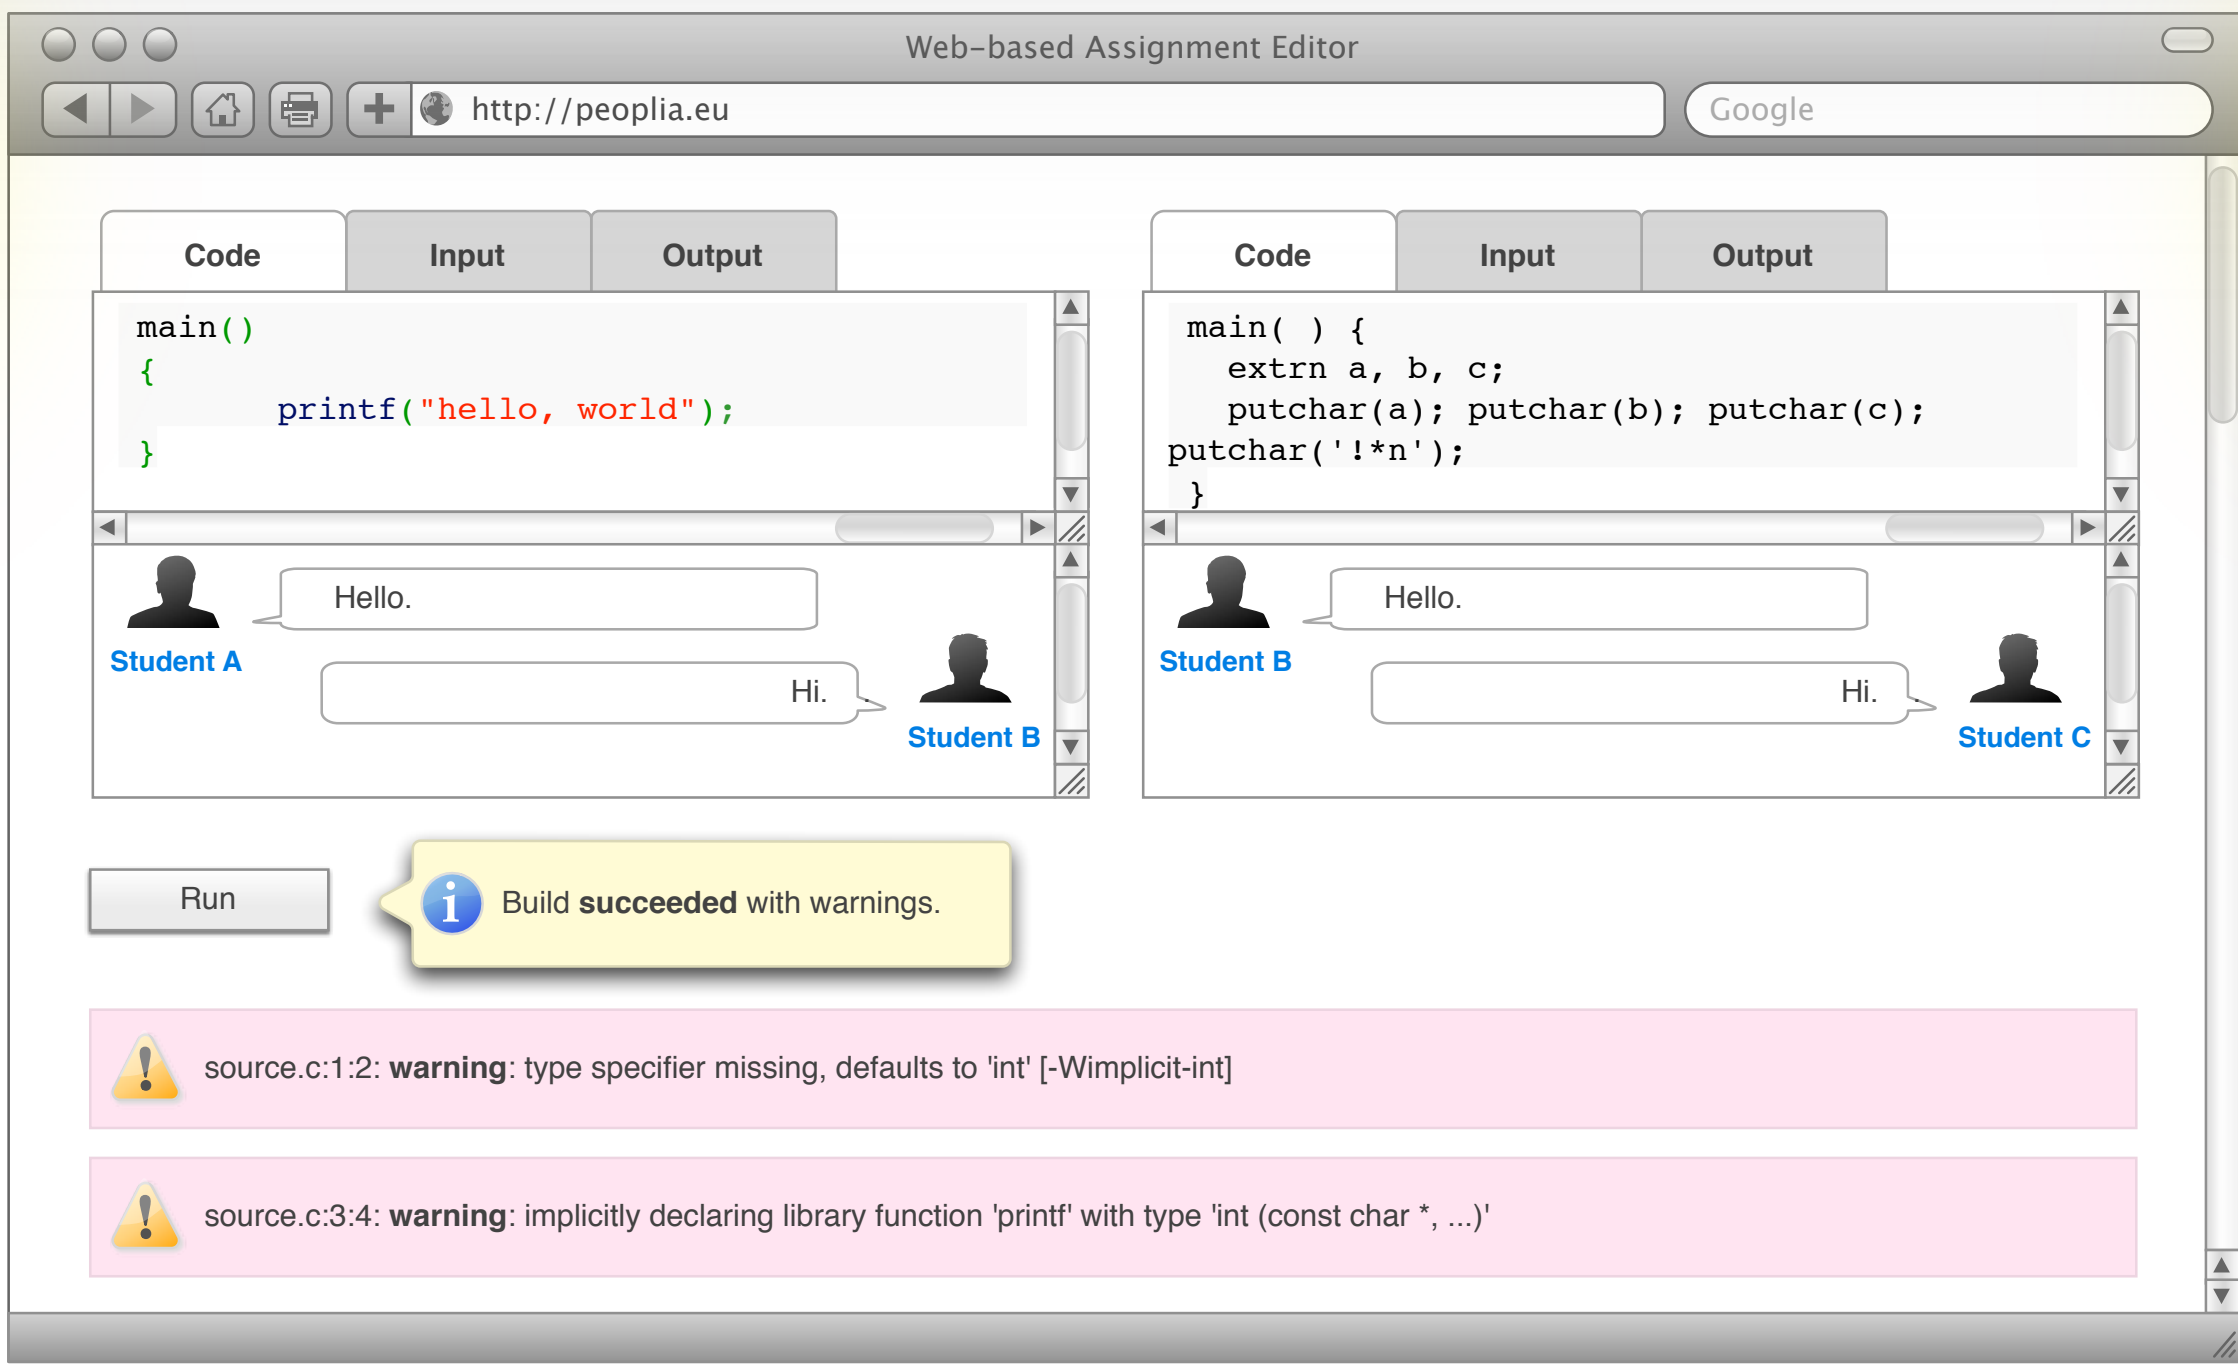 Web-based Assignment Editor
http://peoplia.eu
Google
Code Input Output
main()
{
printf("hello, world");
}
Hello.
Student A
Hi.
Student B
Code Input Output
main( ) {
extrn a, b, c;
putchar(a); putchar(b); putchar(c);
putchar('!*n');
}
Hello.
Student B
Hi.
Student C
Run
Build succeeded with warnings.
source.c:1:2: warning: type specifier missing, defaults to 'int' [-Wimplicit-int]
source.c:3:4: warning: implicitly declaring library function 'printf' with type 'int (const char *, ...)'